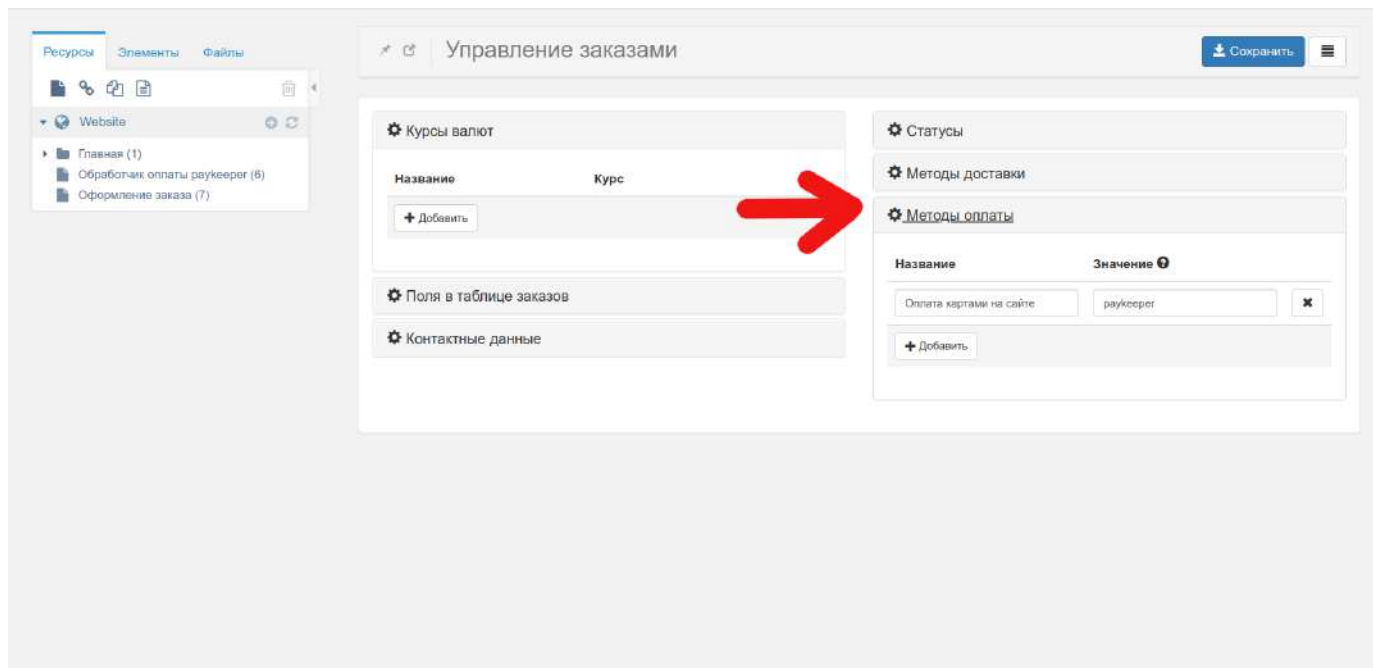 Ресурсы Элементы Файлы
Website
Главная (1)
Обработчик оплаты paykeeper (6)
Оформление заказа (7)
Управление заказами
Сохранить
Курсы валют
Название Курс
Добавить
Поля в таблице заказов
Контактные данные
Статусы
Методы доставки
Методы оплаты
Название Значение
Оплата картами на сайте paykeeper
Добавить